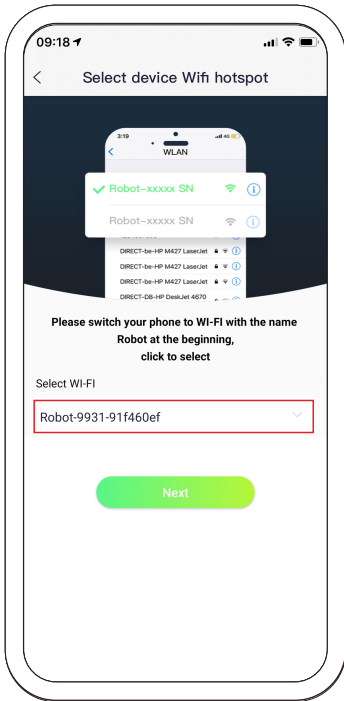 09:18
Select device Wifi hotspot
3:19
4G
WLAN
Robot-xxxxx SN
Robot-xxxxx SN
DIRECT-be-HP M427 LaserJet
DIRECT-be-HP M427 LaserJet
DIRECT-be-HP M427 LaserJet
DIRECT-DB-HP DeskJet 4670
Please switch your phone to WI-FI with the name
Robot at the beginning,
click to select
Select WI-FI
Robot-9931-91f460ef
Next